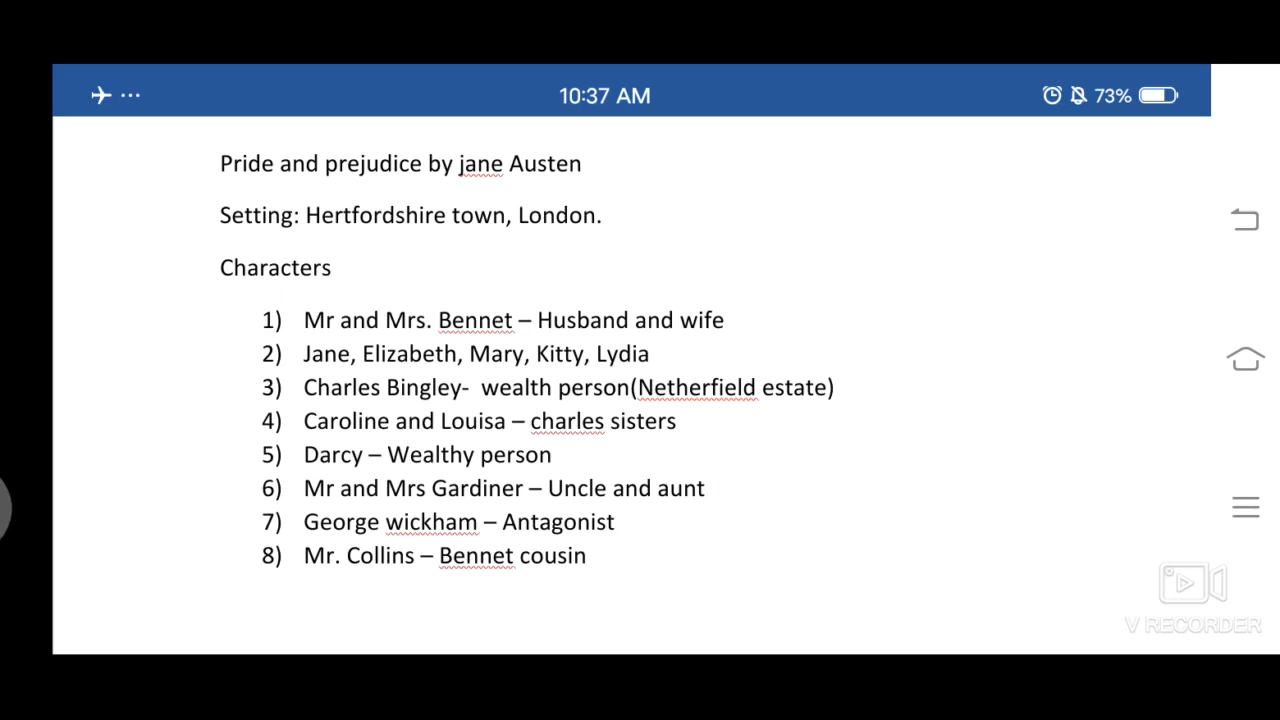 10:37 AM
73%
Pride and prejudice by jane Austen
Setting: Hertfordshire town, London.
Characters
1) Mr and Mrs. Bennet – Husband and wife
2) Jane, Elizabeth, Mary, Kitty, Lydia
3) Charles Bingley-  wealth person(Netherfield estate)
4) Caroline and Louisa – charles sisters
5) Darcy – Wealthy person
6) Mr and Mrs Gardiner – Uncle and aunt
7) George wickham – Antagonist
8) Mr. Collins – Bennet cousin
V RECORDER